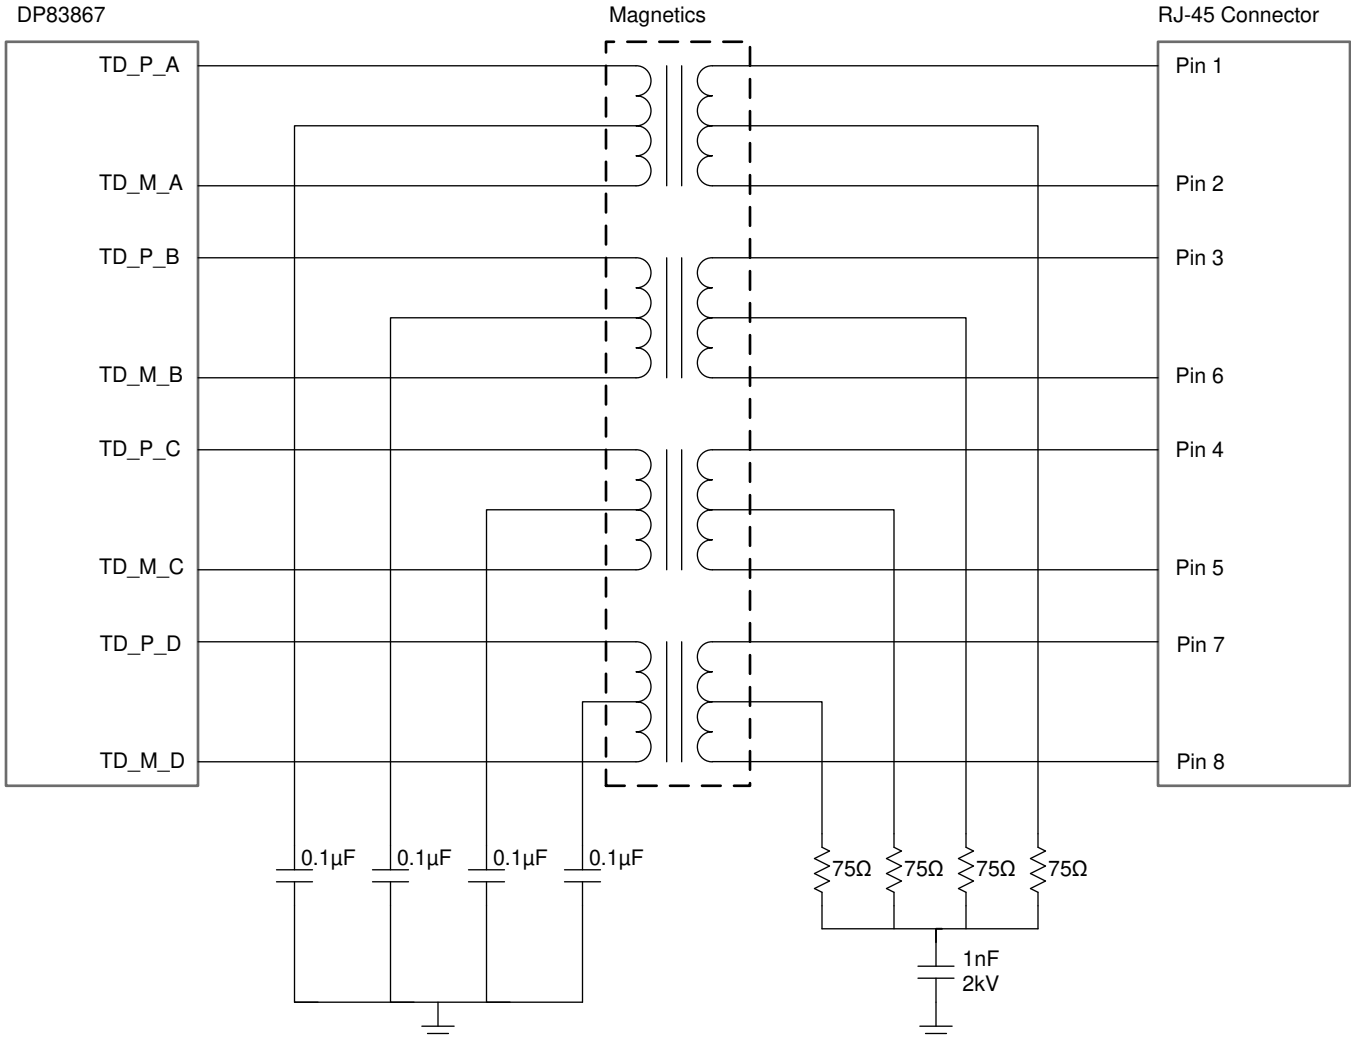 DP83867
Magnetics
RJ-45 Connector
TD_P_A
Pin 1
TD_M_A
Pin 2
TD_P_B
Pin 3
TD_M_B
Pin 6
TD_P_C
Pin 4
TD_M_C
Pin 5
TD_P_D
Pin 7
TD_M_D
Pin 8
0.1µF
0.1µF
0.1µF
0.1µF
75Ω
75Ω
75Ω
75Ω
1nF
2kV